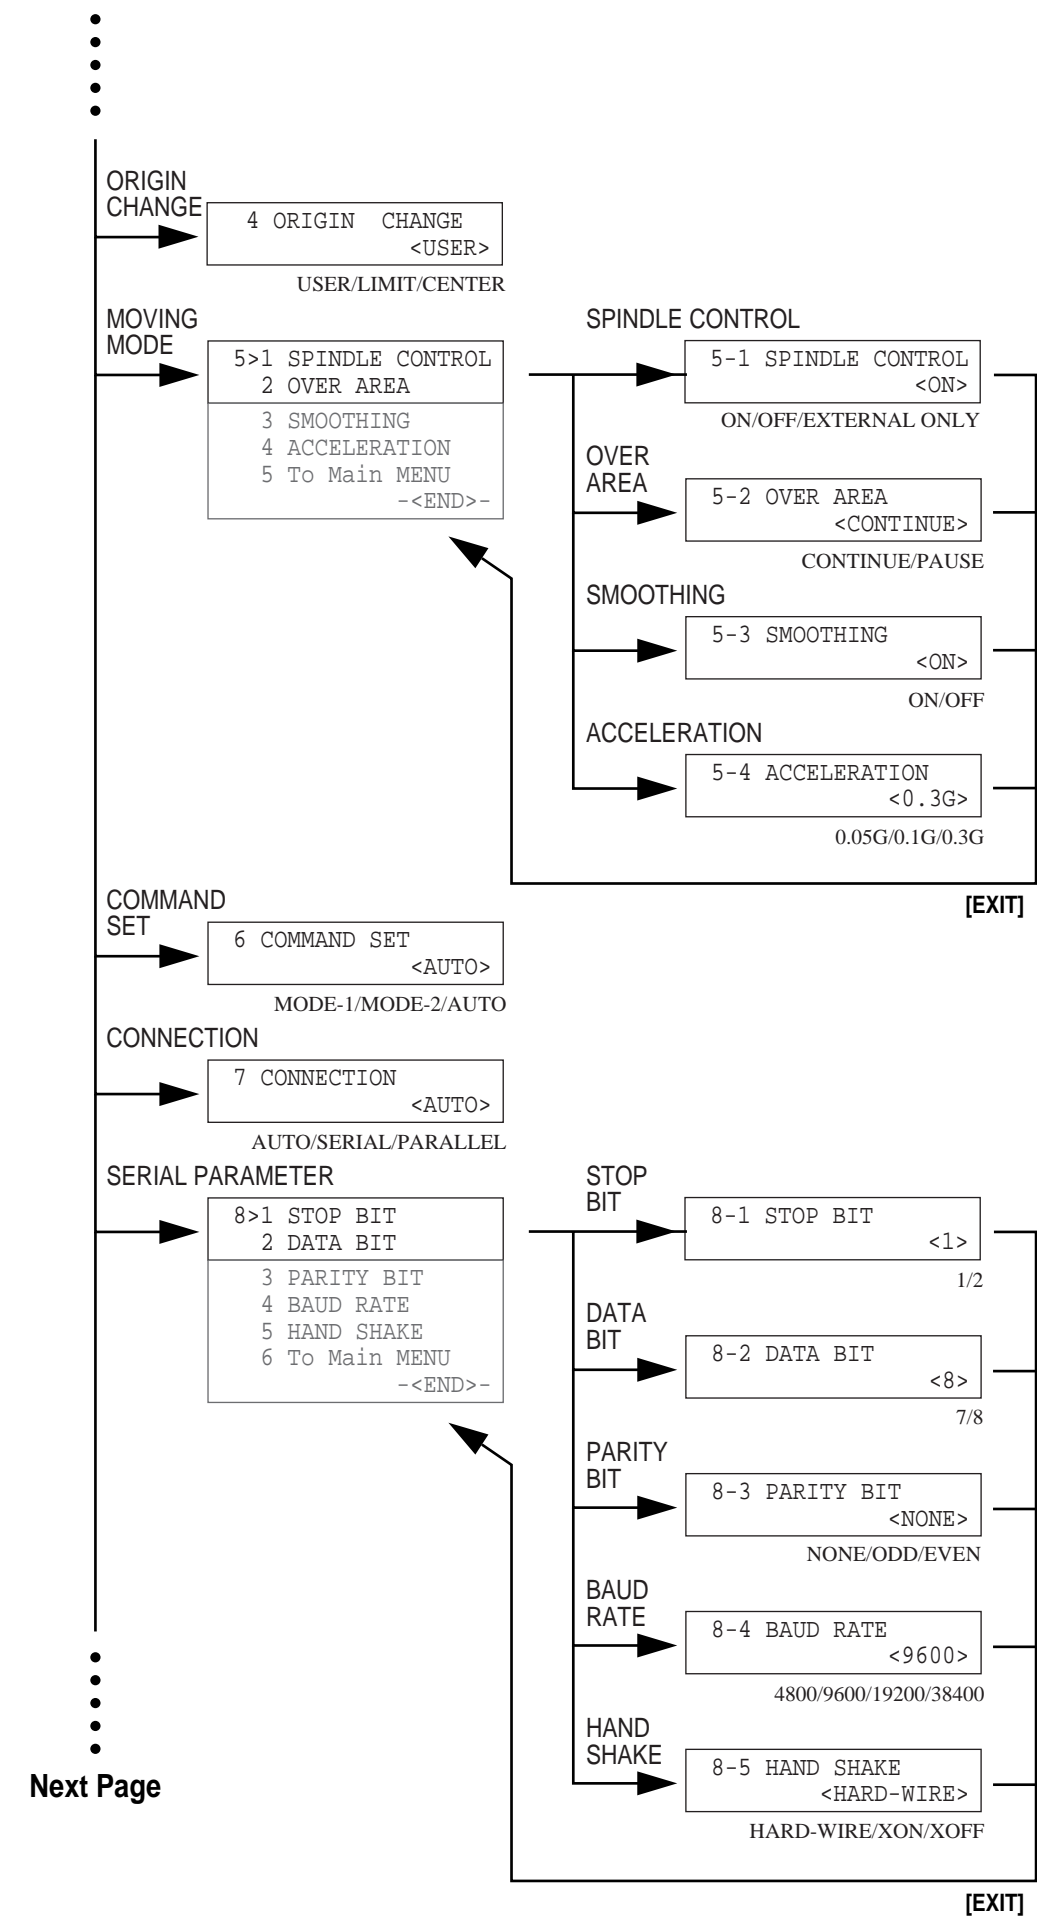 ORIGIN
CHANGE
4 ORIGIN CHANGE
<USER>
USER/LIMIT/CENTER
MOVING
MODE
5>1 SPINDLE CONTROL
2 OVER AREA
3 SMOOTHING
4 ACCELERATION
5 To Main MENU
-<END>-
SPINDLE CONTROL
5-1 SPINDLE CONTROL
<ON>
ON/OFF/EXTERNAL ONLY
OVER
AREA
5-2 OVER AREA
<CONTINUE>
CONTINUE/PAUSE
SMOOTHING
5-3 SMOOTHING
<ON>
ON/OFF
ACCELERATION
5-4 ACCELERATION
<0.3G>
0.05G/0.1G/0.3G
[EXIT]
COMMAND
SET
6 COMMAND SET
<AUTO>
MODE-1/MODE-2/AUTO
CONNECTION
7 CONNECTION
<AUTO>
AUTO/SERIAL/PARALLEL
SERIAL PARAMETER
8>1 STOP BIT
2 DATA BIT
3 PARITY BIT
4 BAUD RATE
5 HAND SHAKE
6 To Main MENU
-<END>-
STOP
BIT
8-1 STOP BIT
<1>
1/2
DATA
BIT
8-2 DATA BIT
<8>
7/8
PARITY
BIT
8-3 PARITY BIT
<NONE>
NONE/ODD/EVEN
BAUD
RATE
8-4 BAUD RATE
<9600>
4800/9600/19200/38400
HAND
SHAKE
8-5 HAND SHAKE
<HARD-WIRE>
HARD-WIRE/XON/XOFF
[EXIT]
Next Page